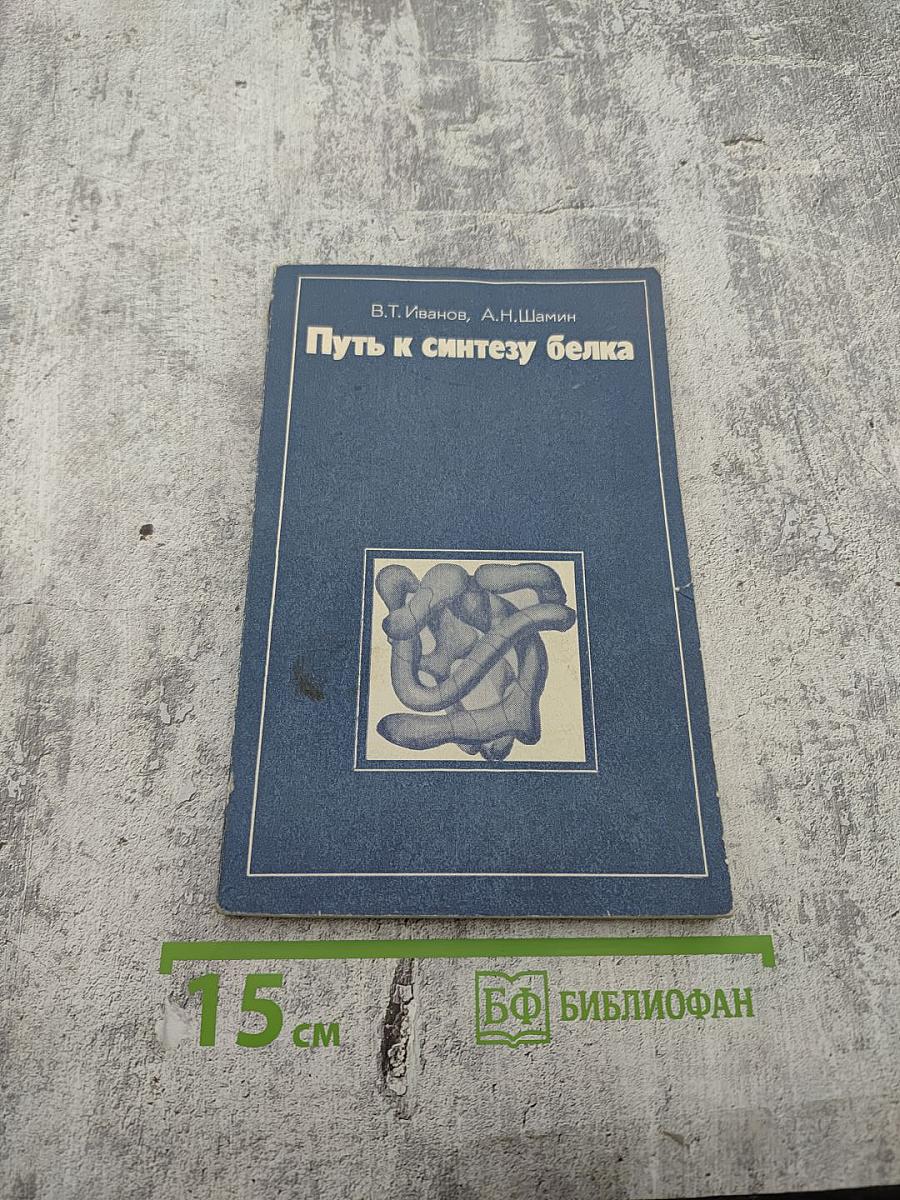 В.Т. Иванов, А.Н. Шамин
Путь к синтезу белка
15 см
БФ БИБЛИОФАН